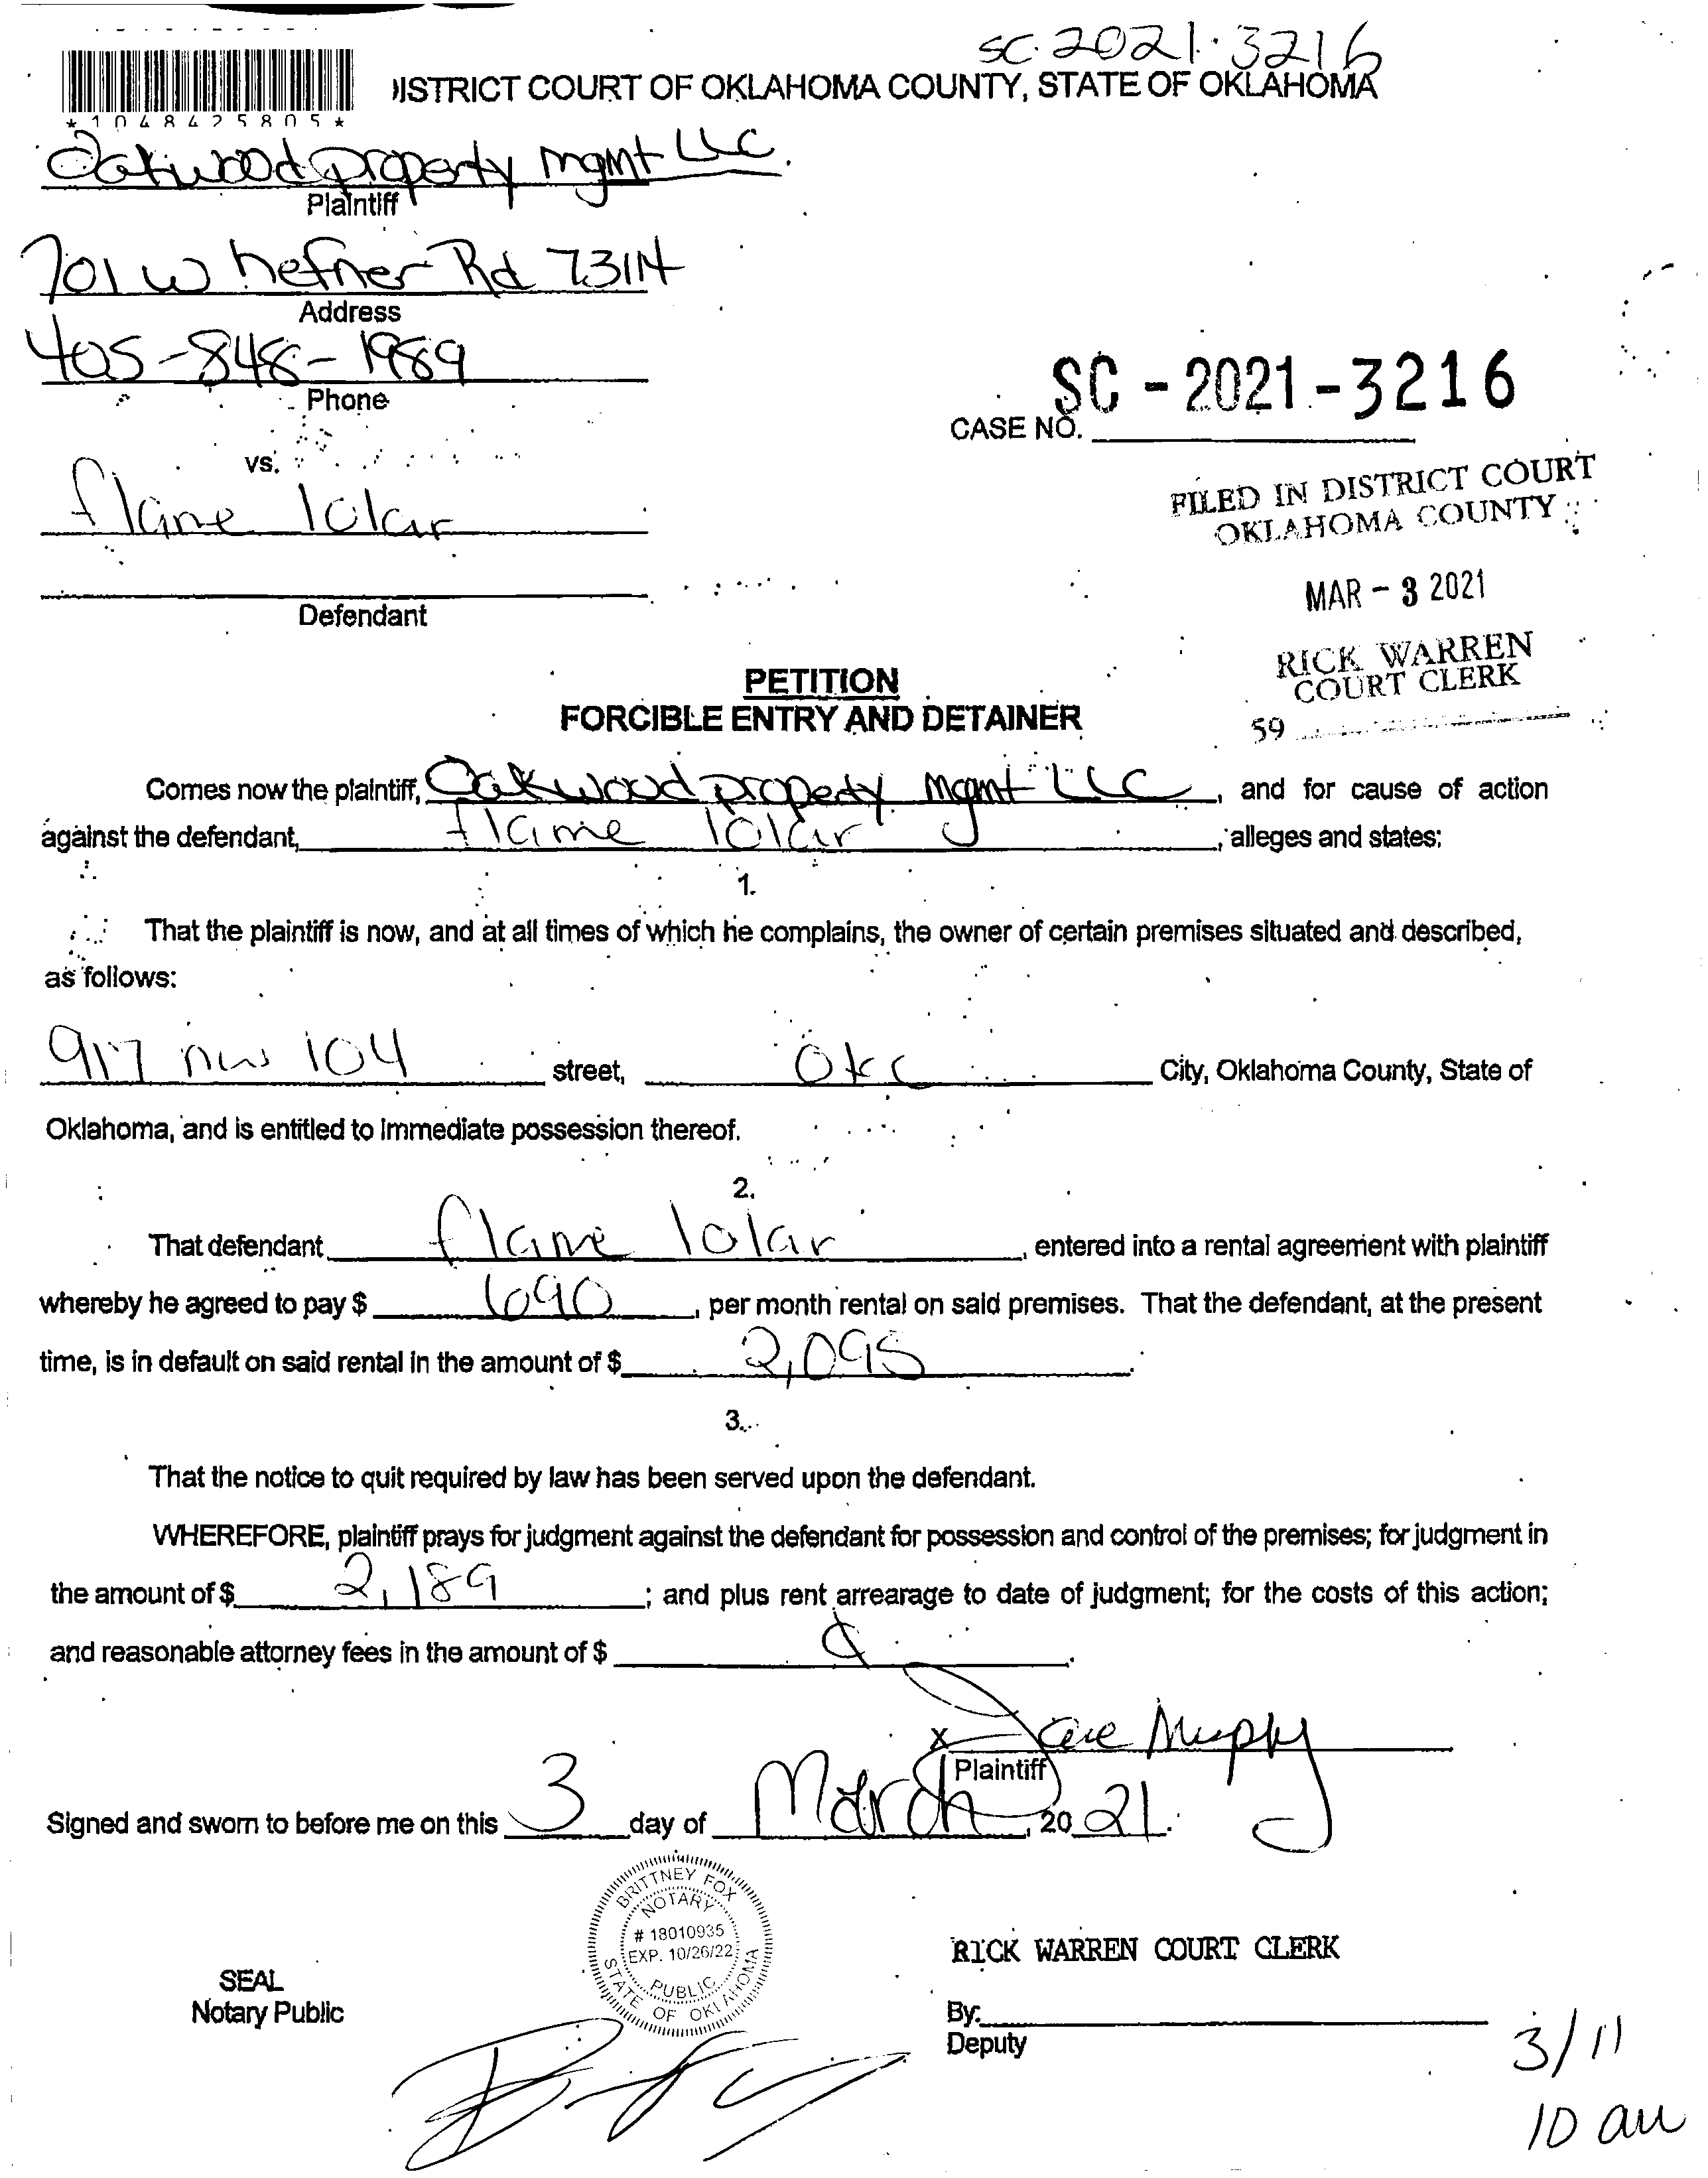 SC-2021-3216
ISTRICT COURT OF OKLAHOMA COUNTY, STATE OF OKLAHOMA
*1048425805*
Oakwood property mgmt LLC.
Plaintiff
701 W hefner Rd 73114
Address
405-848-1989
Phone
SC-2021-3216
CASE NO.
vs.
flame lolar
FILED IN DISTRICT COURT
OKLAHOMA COUNTY
MAR - 3 2021
Defendant
RICK WARREN
COURT CLERK
59
PETITION
FORCIBLE ENTRY AND DETAINER
Comes now the plaintiff, Oakwood property mgmt LLC, and for cause of action
against the defendant, flame lolar, alleges and states:
1.
That the plaintiff is now, and at all times of which he complains, the owner of certain premises situated and described,
as follows:
917 nw 104 street, OKC City, Oklahoma County, State of
Oklahoma, and is entitled to immediate possession thereof.
2.
That defendant flame lolar, entered into a rental agreement with plaintiff
whereby he agreed to pay $ 690, per month rental on said premises. That the defendant, at the present
time, is in default on said rental in the amount of $ 2,095.
3.
That the notice to quit required by law has been served upon the defendant.
WHEREFORE, plaintiff prays for judgment against the defendant for possession and control of the premises; for judgment in
the amount of $ 2,189; and plus rent arrearage to date of judgment; for the costs of this action;
and reasonable attorney fees in the amount of $
X Murphy
Plaintiff
Signed and sworn to before me on this 3 day of March, 20 21.
BRITTNEY FOX
NOTARY
# 18010935
EXP. 10/26/22
PUBLIC
STATE OF OKLAHOMA
RICK WARREN COURT CLERK
SEAL
Notary Public
By:
Deputy
3/11
10 am